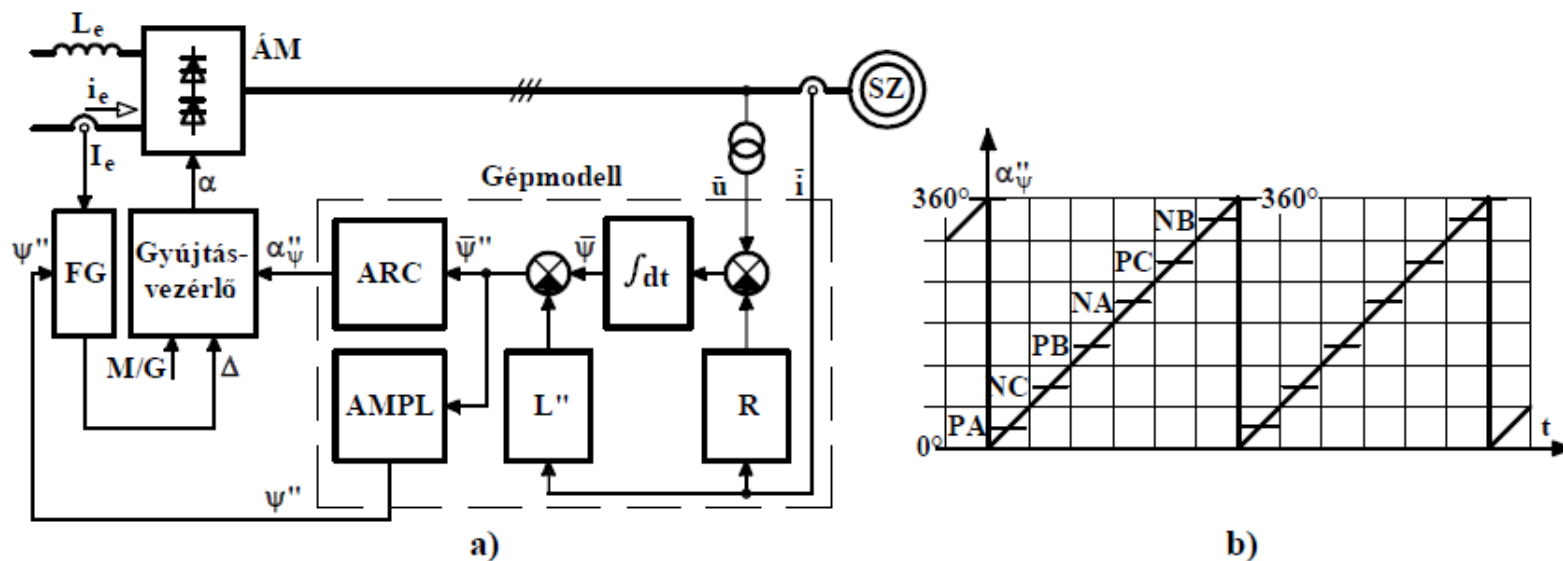 Lₑ
ÁM
iₑ
Iₑ
α
SZ
Gépmodell
ū
ī
ψ"
FG
Gyújtás-
vezérlő
α"ψ
ARC
ψ̄"
ψ̄
∫dt
M/G
Δ
AMPL
L"
R
ψ"
a)
α"ψ
360°
360°
NB
PC
NA
PB
NC
PA
0°
t
b)